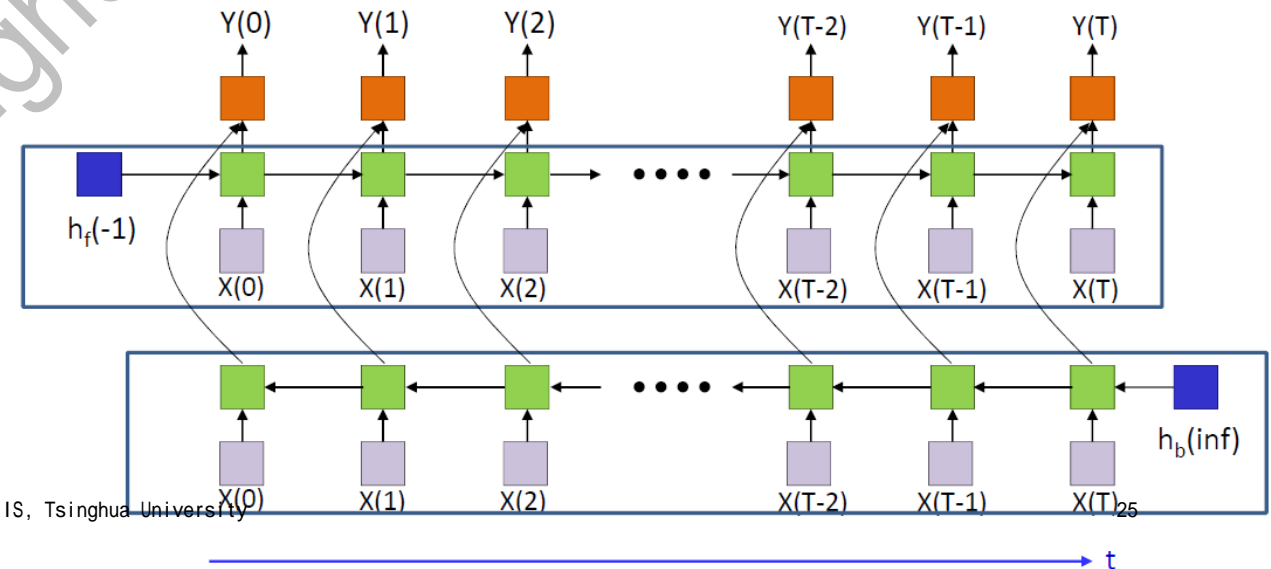 Y(0) Y(1) Y(2) Y(T-2) Y(T-1) Y(T)
h_f(-1)
X(0) X(1) X(2) X(T-2) X(T-1) X(T)
h_b(inf)
X(0) X(1) X(2) X(T-2) X(T-1) X(T)
IS, Tsinghua University 25
t